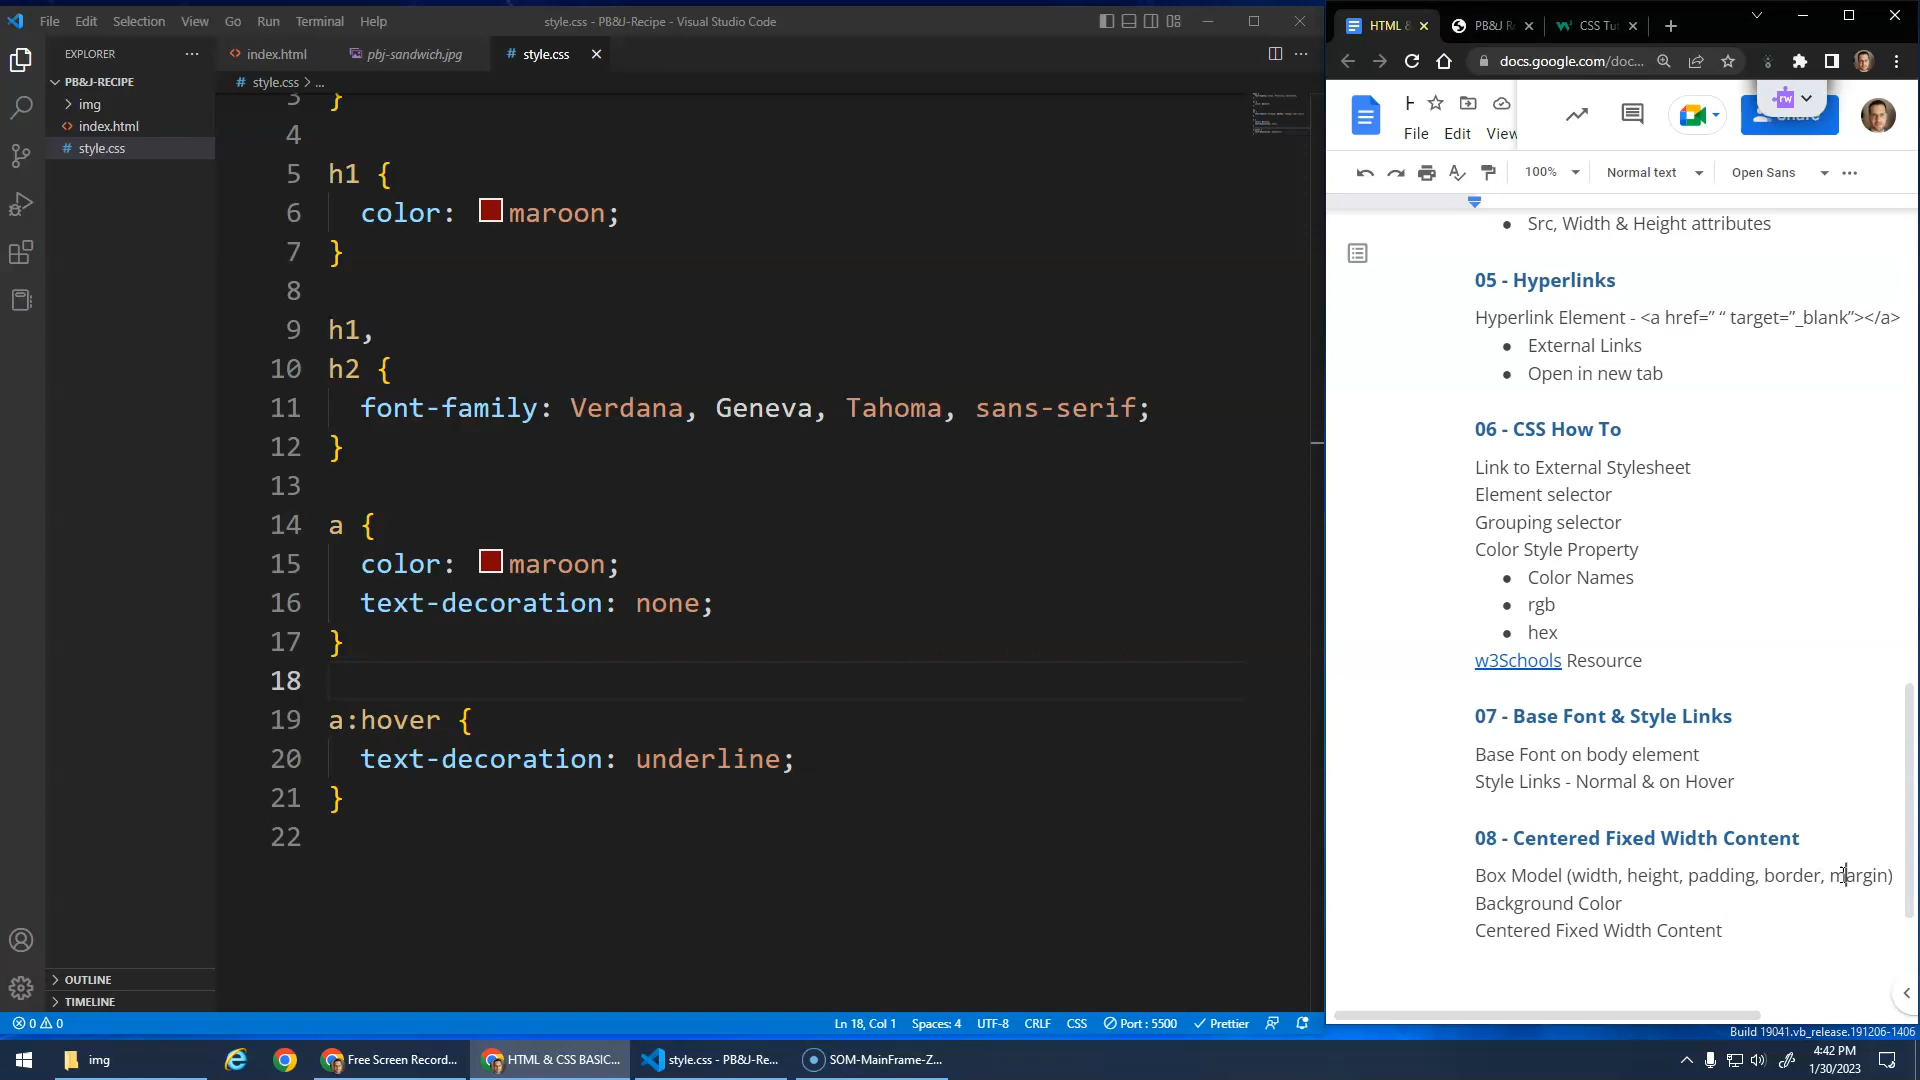 File Edit Selection View Go Run Terminal Help
style.css - PB&J-Recipe - Visual Studio Code
EXPLORER
PB&J-RECIPE
img
index.html
style.css
OUTLINE
TIMELINE
index.html pbj-sandwich.jpg # style.css
# style.css > ...
3 }
4
5 h1 {
6 color: maroon;
7 }
8
9 h1,
10 h2 {
11 font-family: Verdana, Geneva, Tahoma, sans-serif;
12 }
13
14 a {
15 color: maroon;
16 text-decoration: none;
17 }
18
19 a:hover {
20 text-decoration: underline;
21 }
22
0 0 Ln 18, Col 1 Spaces: 4 UTF-8 CRLF CSS Port : 5500 Prettier
HTML & PB&J R CSS Tut
docs.google.com/doc...
rw
File Edit View
Share
100% Normal text Open Sans
• Src, Width & Height attributes
05 - Hyperlinks
Hyperlink Element - <a href=” “ target=”_blank”></a>
• External Links
• Open in new tab
06 - CSS How To
Link to External Stylesheet
Element selector
Grouping selector
Color Style Property
• Color Names
• rgb
• hex
w3Schools Resource
07 - Base Font & Style Links
Base Font on body element
Style Links - Normal & on Hover
08 - Centered Fixed Width Content
Box Model (width, height, padding, border, margin)
Background Color
Centered Fixed Width Content
Build 19041.vb_release.191206-1406
img Free Screen Record... HTML & CSS BASIC... style.css - PB&J-Re... SOM-MainFrame-Z...
4:42 PM
1/30/2023